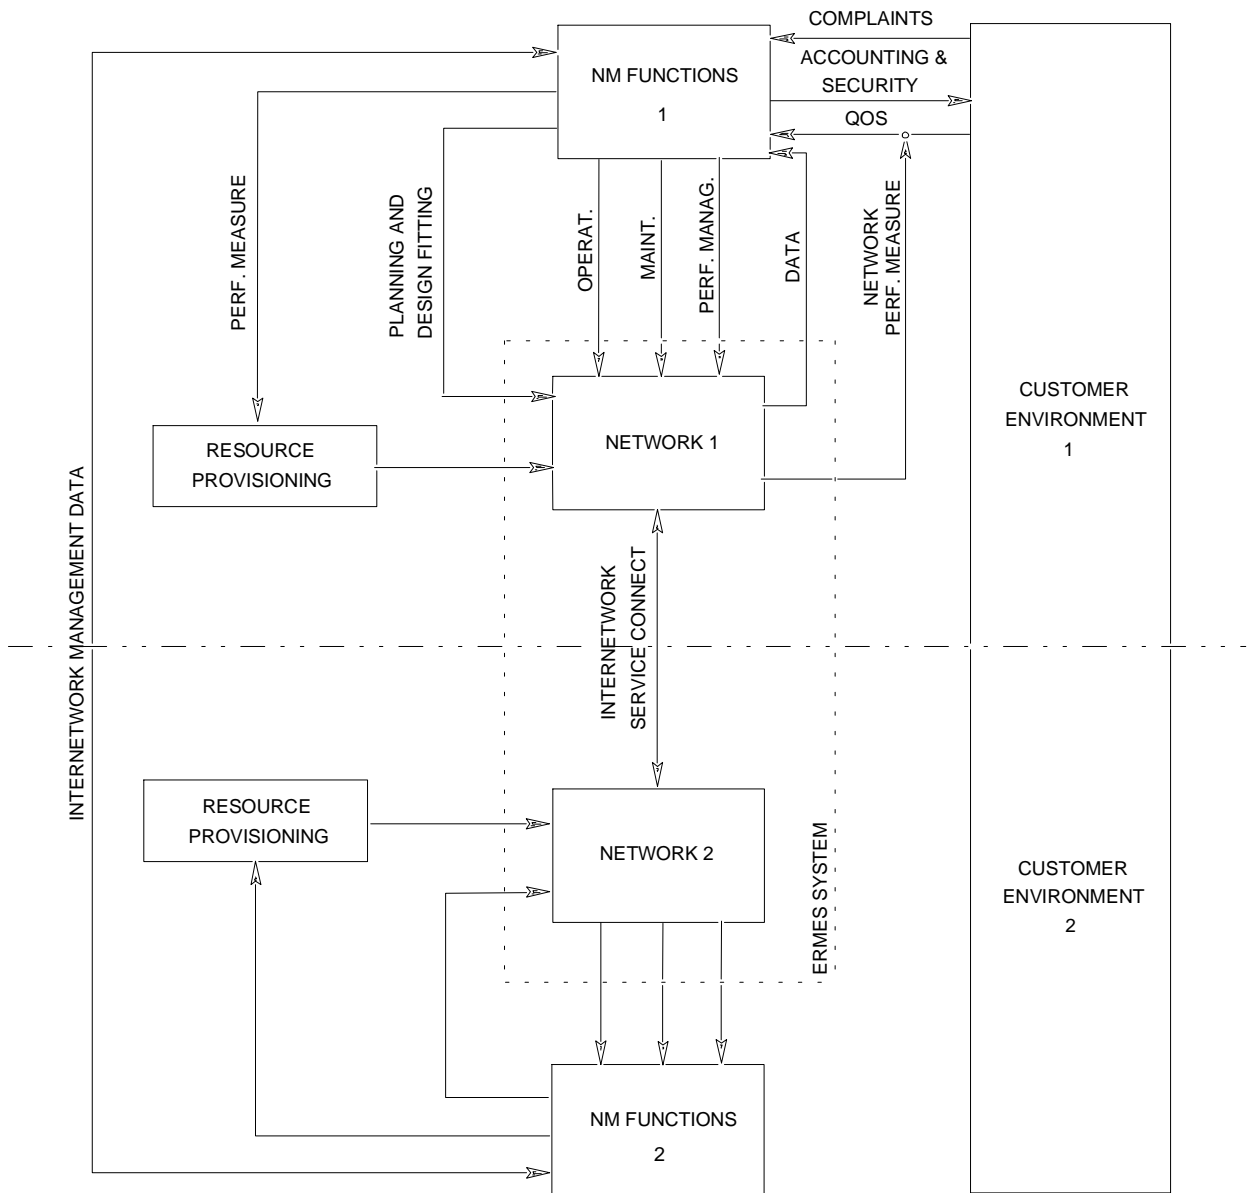 COMPLAINTS
ACCOUNTING &
SECURITY
QOS
NM FUNCTIONS
1
PERF. MEASURE
PLANNING AND
DESIGN FITTING
OPERAT.
MAINT.
PERF. MANAG.
DATA
NETWORK
PERF. MEASURE
CUSTOMER
ENVIRONMENT
1
RESOURCE
PROVISIONING
NETWORK 1
INTERNETWORK MANAGEMENT DATA
INTERNETWORK
SERVICE CONNECT
RESOURCE
PROVISIONING
NETWORK 2
ERMES SYSTEM
CUSTOMER
ENVIRONMENT
2
NM FUNCTIONS
2